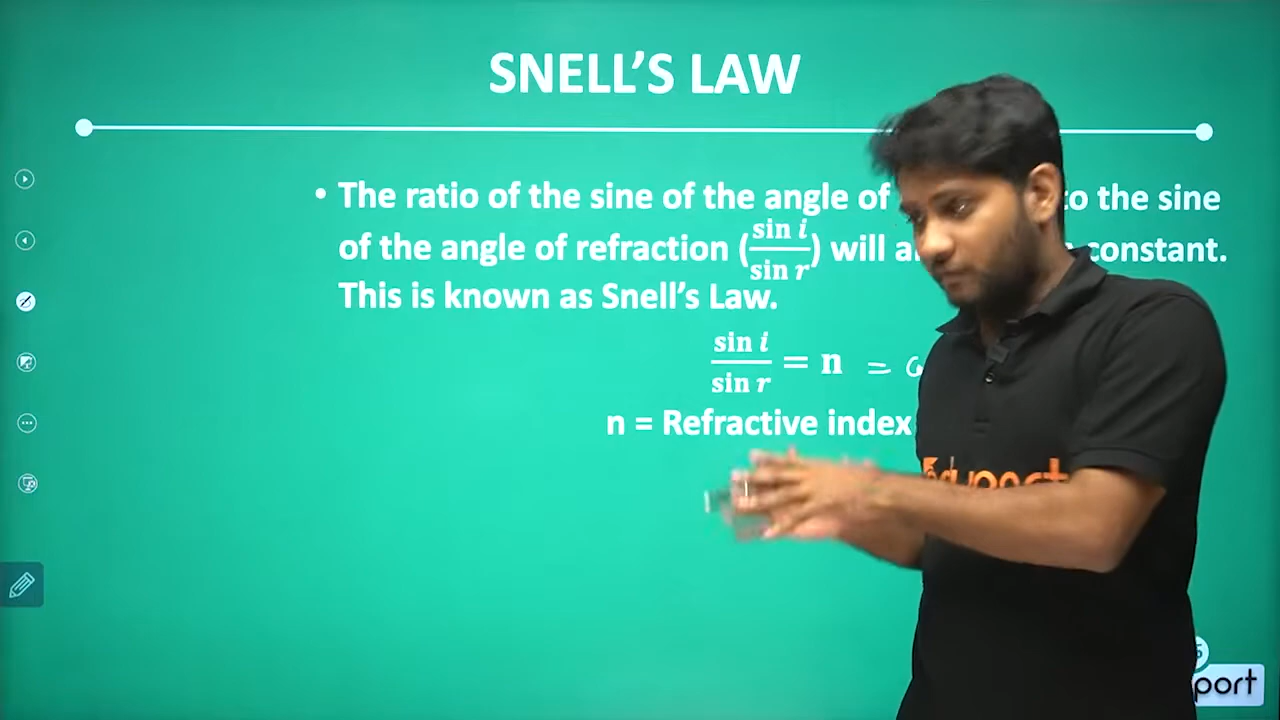 SNELL'S LAW
• The ratio of the sine of the angle of to the sine
of the angle of refraction (sin i / sin r) will constant.
This is known as Snell's Law.
sin i / sin r = n =
n = Refractive index
port